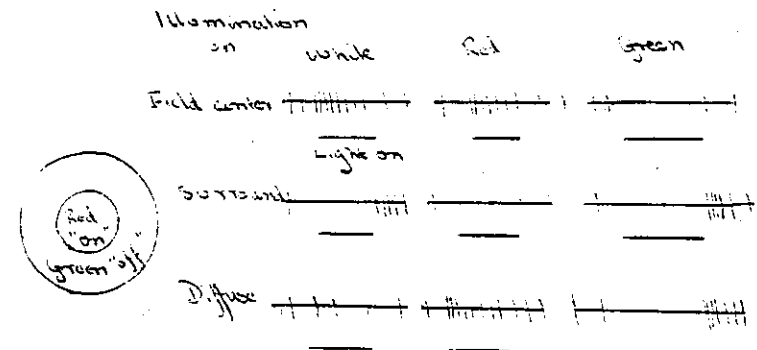 Illumination
on
White Red Green
Field center
Light on
Surround
Red
"on"
Green "off"
Diffuse